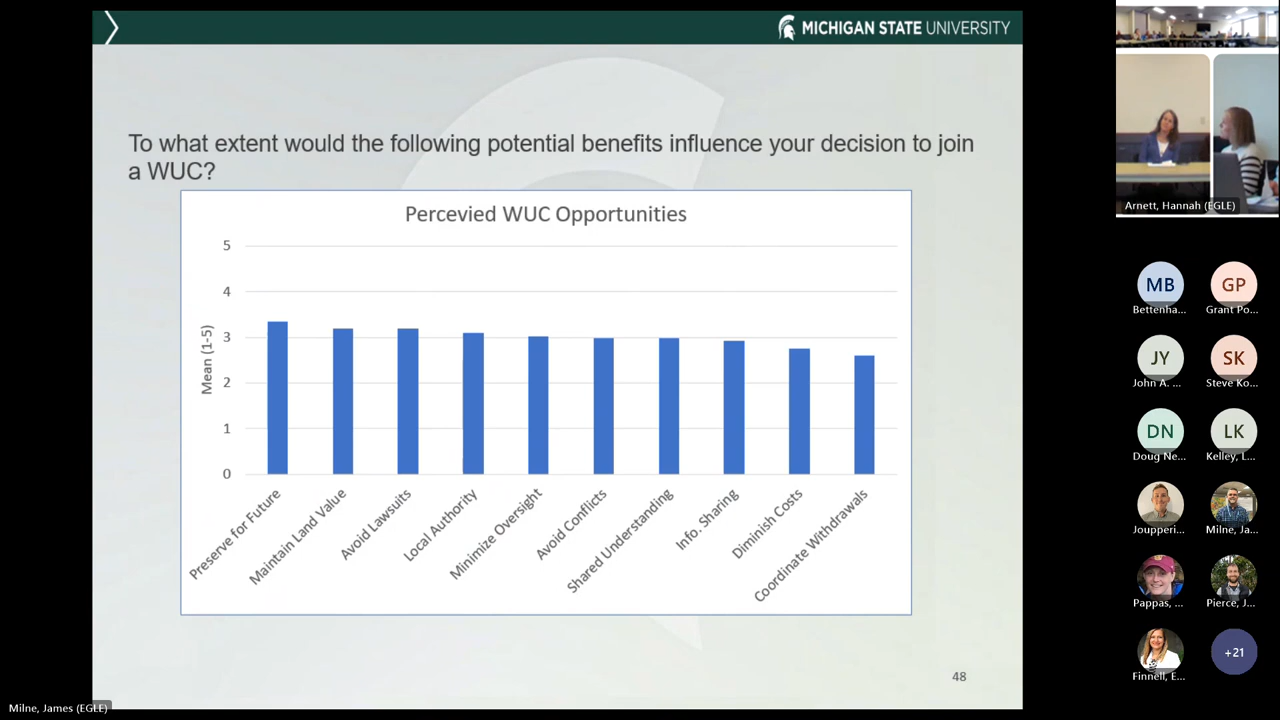 MICHIGAN STATE UNIVERSITY
To what extent would the following potential benefits influence your decision to join
a WUC?
Percevied WUC Opportunities
Mean (1-5)
5
4
3
2
1
0
Preserve for Future
Maintain Land Value
Avoid Lawsuits
Local Authority
Minimize Oversight
Avoid Conflicts
Shared Understanding
Info. Sharing
Diminish Costs
Coordinate Withdrawals
48
Milne, James (EGLE)
Arnett, Hannah (EGLE)
MB
Bettenha...
GP
Grant Po...
JY
John A. ...
SK
Steve Ko...
DN
Doug Ne...
LK
Kelley, L...
Joupperi...
Milne, Ja...
Pappas, ...
Pierce, J...
Finnell, E...
+21